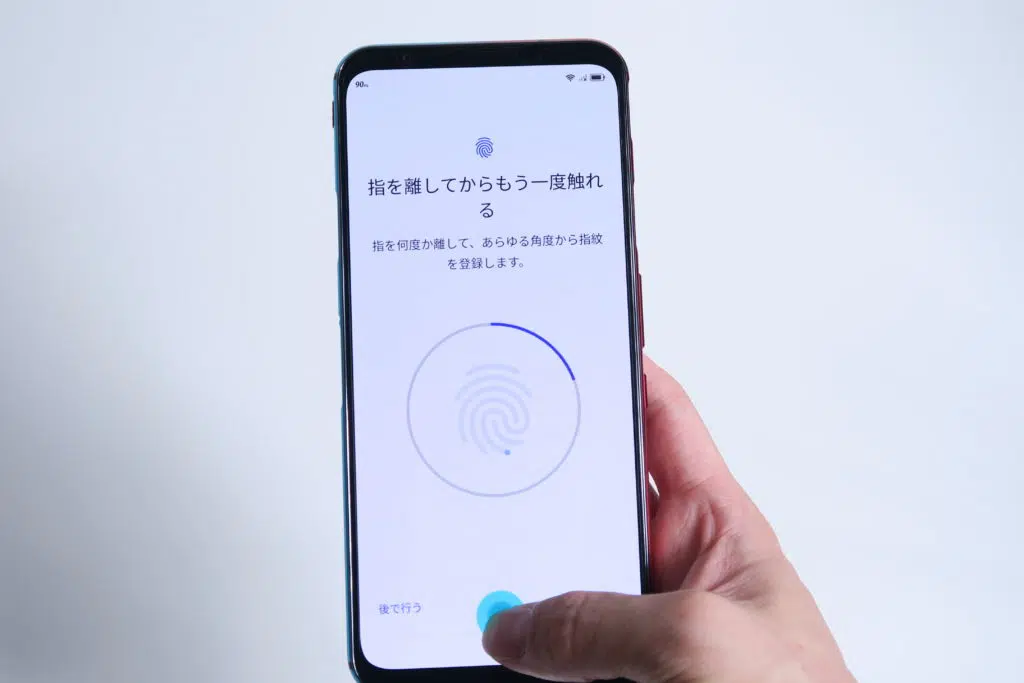 90Hz
指を離してからもう一度触れ
る
指を何度か離して、あらゆる角度から指紋
を登録します。
後で行う